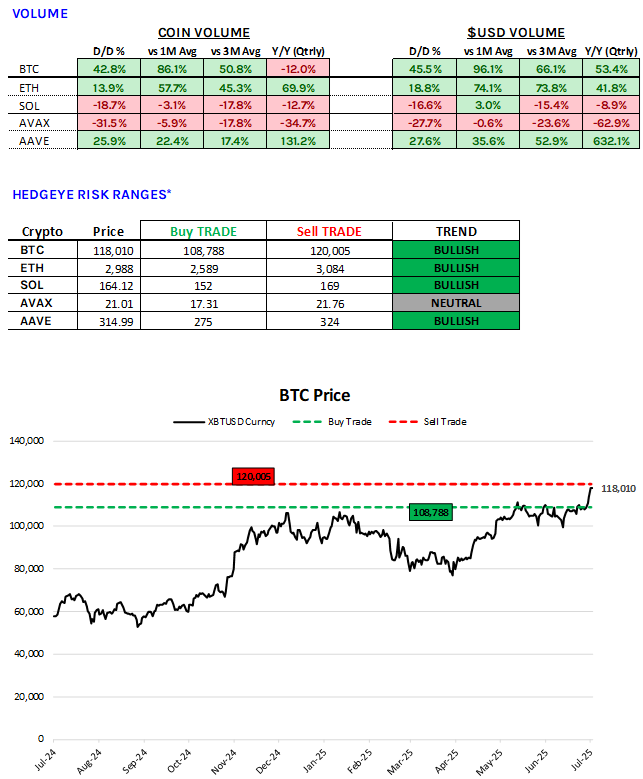 VOLUME
COIN VOLUME $USD VOLUME
D/D % vs 1M Avg vs 3M Avg Y/Y (Qtrly) D/D % vs 1M Avg vs 3M Avg Y/Y (Qtrly)
BTC 42.8% 86.1% 50.8% -12.0% 45.5% 96.1% 66.1% 53.4%
ETH 13.9% 57.7% 45.3% 69.9% 18.8% 74.1% 73.8% 41.8%
SOL -18.7% -3.1% -17.8% -12.7% -16.6% 3.0% -15.4% -8.9%
AVAX -31.5% -5.9% -17.8% -34.7% -27.7% -0.6% -23.6% -62.9%
AAVE 25.9% 22.4% 17.4% 131.2% 27.6% 35.6% 52.9% 632.1%
HEDGEYE RISK RANGES*
Crypto Price Buy TRADE Sell TRADE TREND
BTC 118,010 108,788 120,005 BULLISH
ETH 2,988 2,589 3,084 BULLISH
SOL 164.12 152 169 BULLISH
AVAX 21.01 17.31 21.76 NEUTRAL
AAVE 314.99 275 324 BULLISH
BTC Price
XBTUSD Curncy Buy Trade Sell Trade
140,000
120,000
100,000
80,000
60,000
40,000
20,000
0
120,005
108,788
118,010
Jul-24 Aug-24 Sep-24 Oct-24 Nov-24 Dec-24 Jan-25 Feb-25 Mar-25 Apr-25 May-25 Jun-25 Jul-25